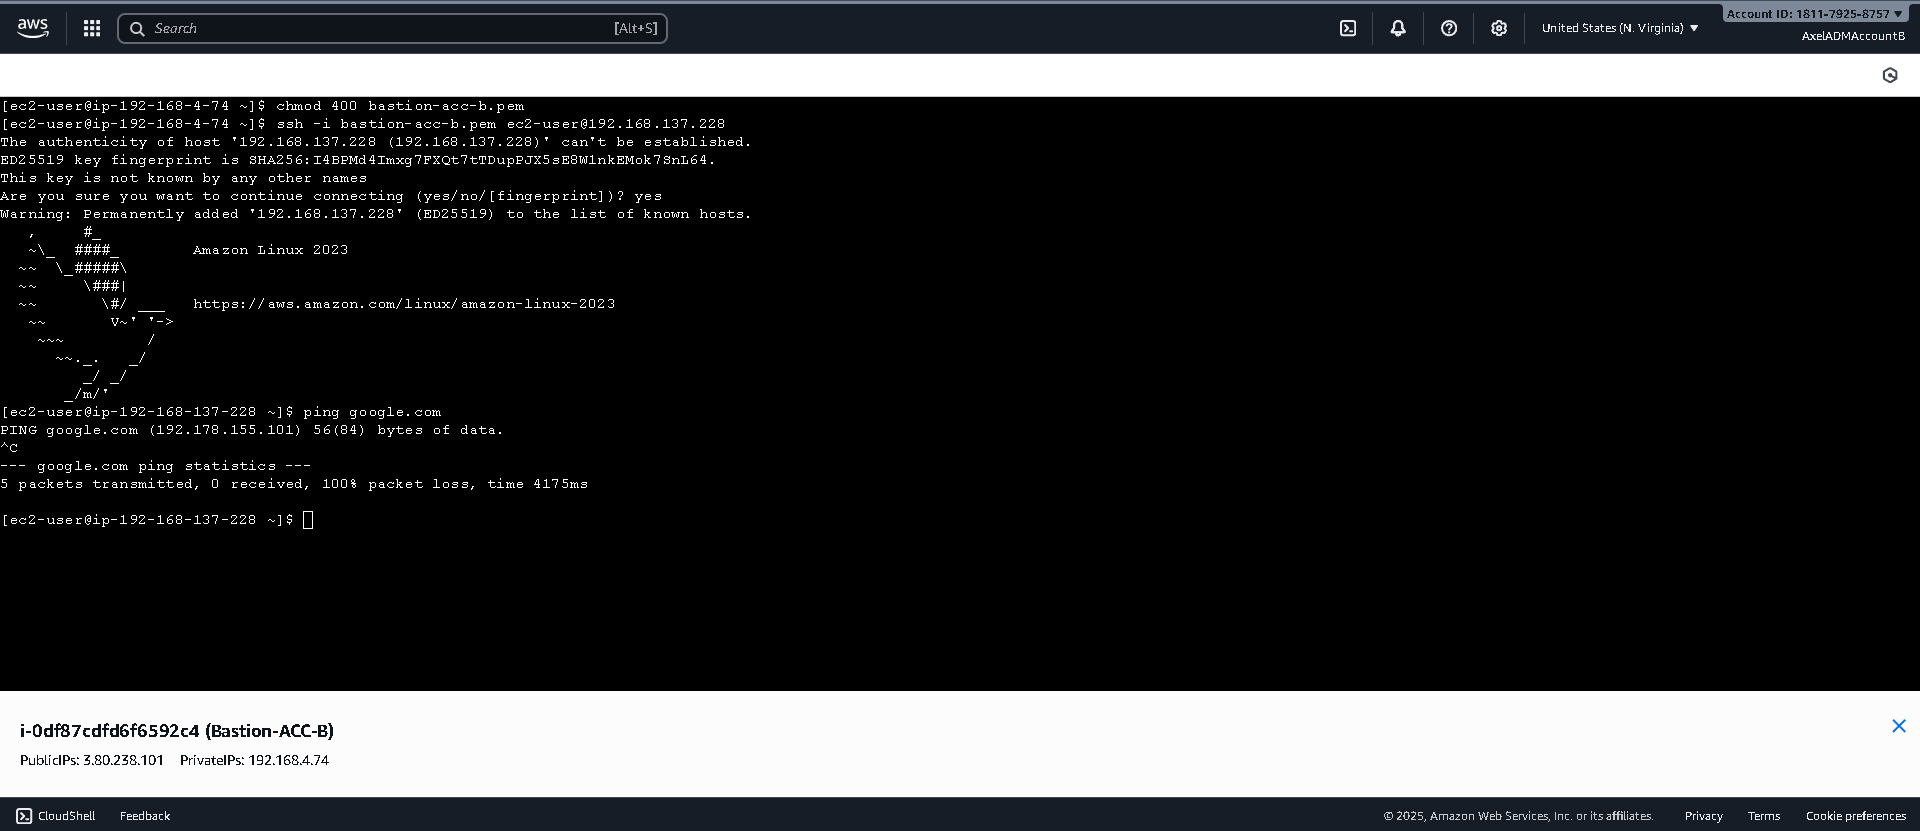 aws
Search
[Alt+S]
United States (N. Virginia) ▼
Account ID: 1811-7925-8757 ▼
AxelADMAccountB
[ec2-user@ip-192-168-4-74 ~]$ chmod 400 bastion-acc-b.pem
[ec2-user@ip-192-168-4-74 ~]$ ssh -i bastion-acc-b.pem ec2-user@192.168.137.228
The authenticity of host '192.168.137.228 (192.168.137.228)' can't be established.
ED25519 key fingerprint is SHA256:I4BPMd4Imxg7FXQt7tTDupPJX5sE8W1nkEMok7SnL64.
This key is not known by any other names
Are you sure you want to continue connecting (yes/no/[fingerprint])? yes
Warning: Permanently added '192.168.137.228' (ED25519) to the list of known hosts.
   ,     #_
   ~\_  ####_        Amazon Linux 2023
  ~~  \_#####\
  ~~     \###|
  ~~       \#/ ___   https://aws.amazon.com/linux/amazon-linux-2023
   ~~       V~' '->
    ~~~         /
      ~~._.   _/
         _/ _/
       _/m/'
[ec2-user@ip-192-168-137-228 ~]$ ping google.com
PING google.com (192.178.155.101) 56(84) bytes of data.
^C
--- google.com ping statistics ---
5 packets transmitted, 0 received, 100% packet loss, time 4175ms
[ec2-user@ip-192-168-137-228 ~]$
i-0df87cdfd6f6592c4 (Bastion-ACC-B)
PublicIPs: 3.80.238.101 PrivateIPs: 192.168.4.74
CloudShell Feedback
© 2025, Amazon Web Services, Inc. or its affiliates. Privacy Terms Cookie preferences